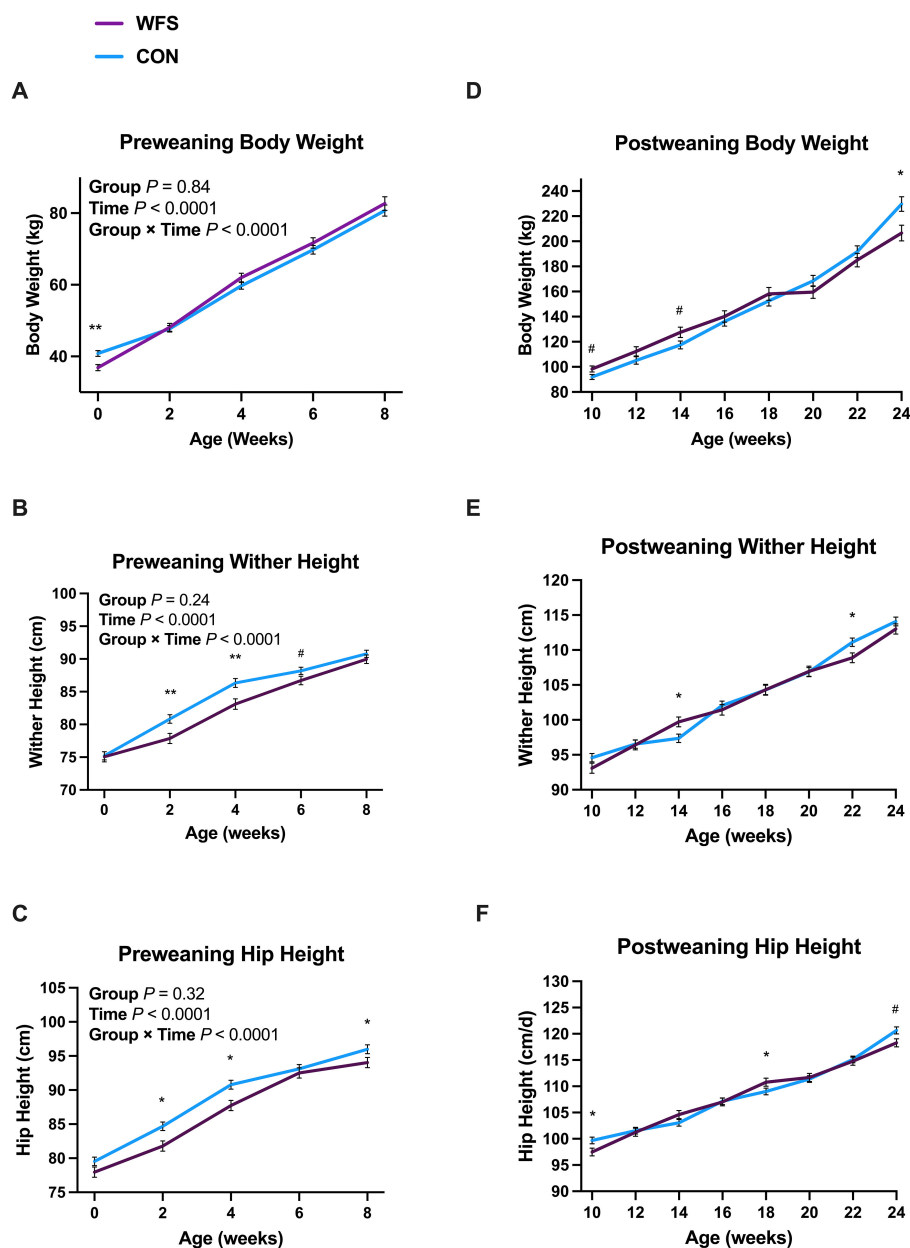 WFS
CON
A
Preweaning Body Weight
Group P = 0.84
Time P < 0.0001
Group × Time P < 0.0001
Body Weight (kg)
80
60
40
**
0 2 4 6 8
Age (Weeks)
D
Postweaning Body Weight
Body Weight (kg)
240
220
200
180
160
140
120
100
80
# # *
10 12 14 16 18 20 22 24
Age (weeks)
B
Preweaning Wither Height
Group P = 0.24
Time P < 0.0001
Group × Time P < 0.0001
Wither Height (cm)
100
95
90
85
80
75
70
** ** #
0 2 4 6 8
Age (weeks)
E
Postweaning Wither Height
Wither Height (cm)
120
115
110
105
100
95
90
* *
10 12 14 16 18 20 22 24
Age (weeks)
C
Preweaning Hip Height
Group P = 0.32
Time P < 0.0001
Group × Time P < 0.0001
Hip Height (cm)
105
100
95
90
85
80
75
* * *
0 2 4 6 8
Age (weeks)
F
Postweaning Hip Height
Hip Height (cm/d)
130
125
120
115
110
105
100
95
90
* * #
10 12 14 16 18 20 22 24
Age (weeks)